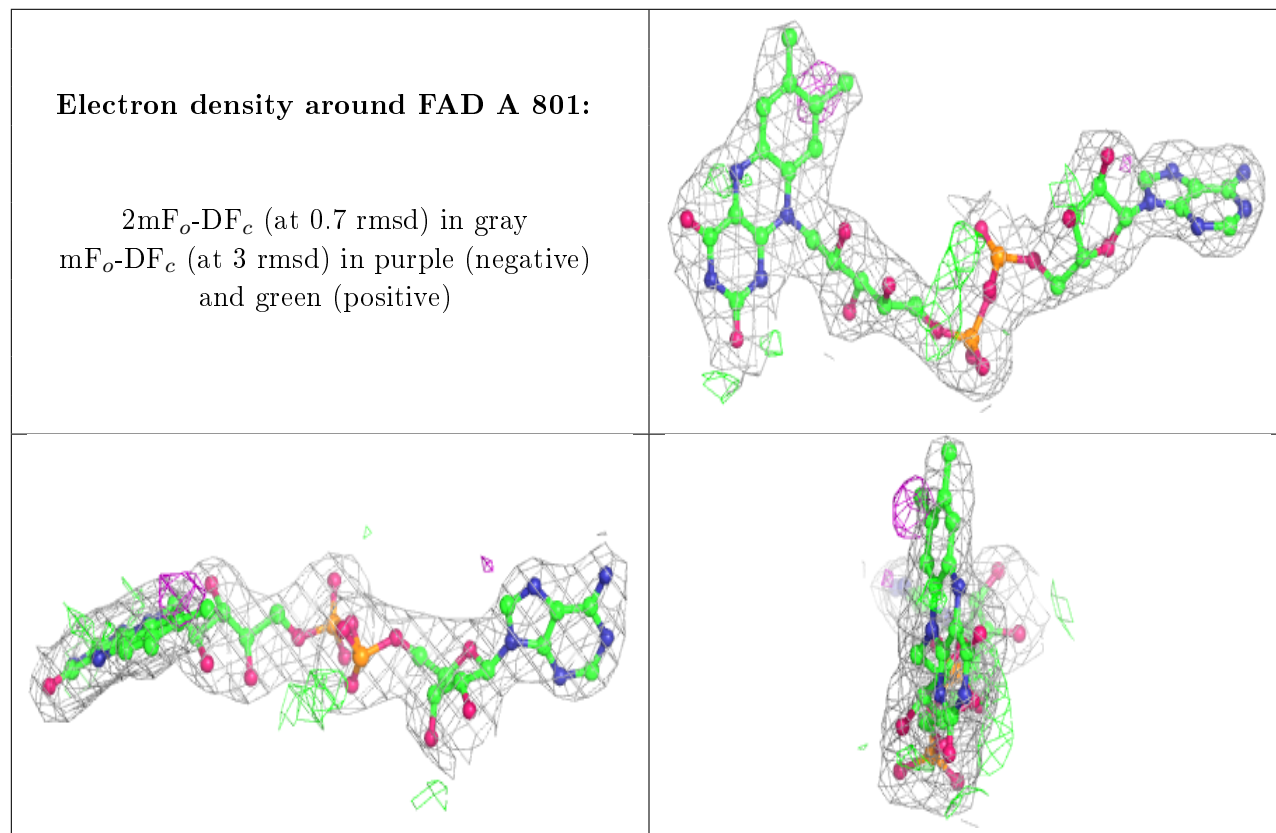 Electron density around FAD A 801:
2mFₒ-DF𝒸 (at 0.7 rmsd) in gray
mFₒ-DF𝒸 (at 3 rmsd) in purple (negative)
and green (positive)